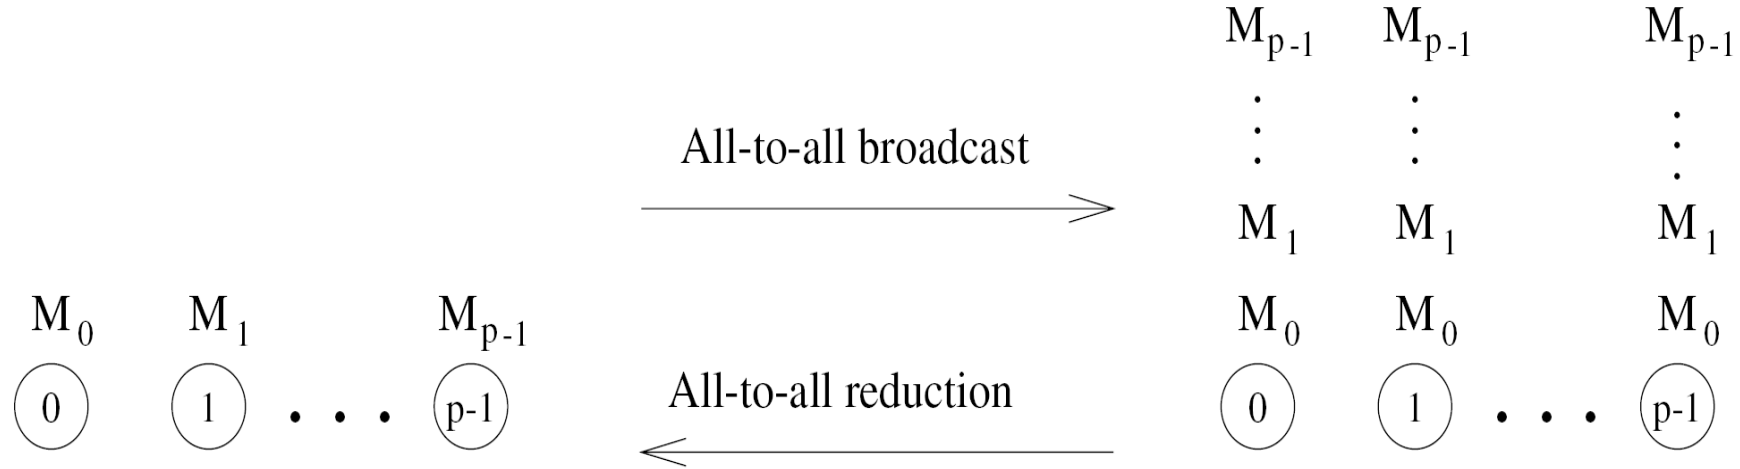 M_{p-1} M_{p-1} M_{p-1}
All-to-all broadcast
M_1 M_1 M_1
M_0 M_1 M_{p-1} M_0 M_0 M_0
All-to-all reduction
0 1 . . . p-1 0 1 . . . p-1